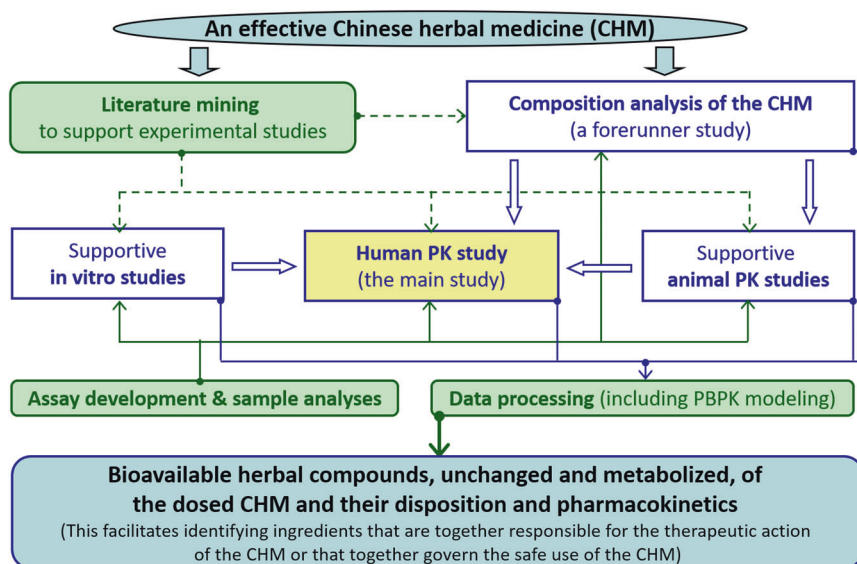 An effective Chinese herbal medicine (CHM)
Literature mining
to support experimental studies
Composition analysis of the CHM
(a forerunner study)
Supportive
in vitro studies
Human PK study
(the main study)
Supportive
animal PK studies
Assay development & sample analyses
Data processing (including PBPK modeling)
Bioavailable herbal compounds, unchanged and metabolized, of
the dosed CHM and their disposition and pharmacokinetics
(This facilitates identifying ingredients that are together responsible for the therapeutic action
of the CHM or that together govern the safe use of the CHM)